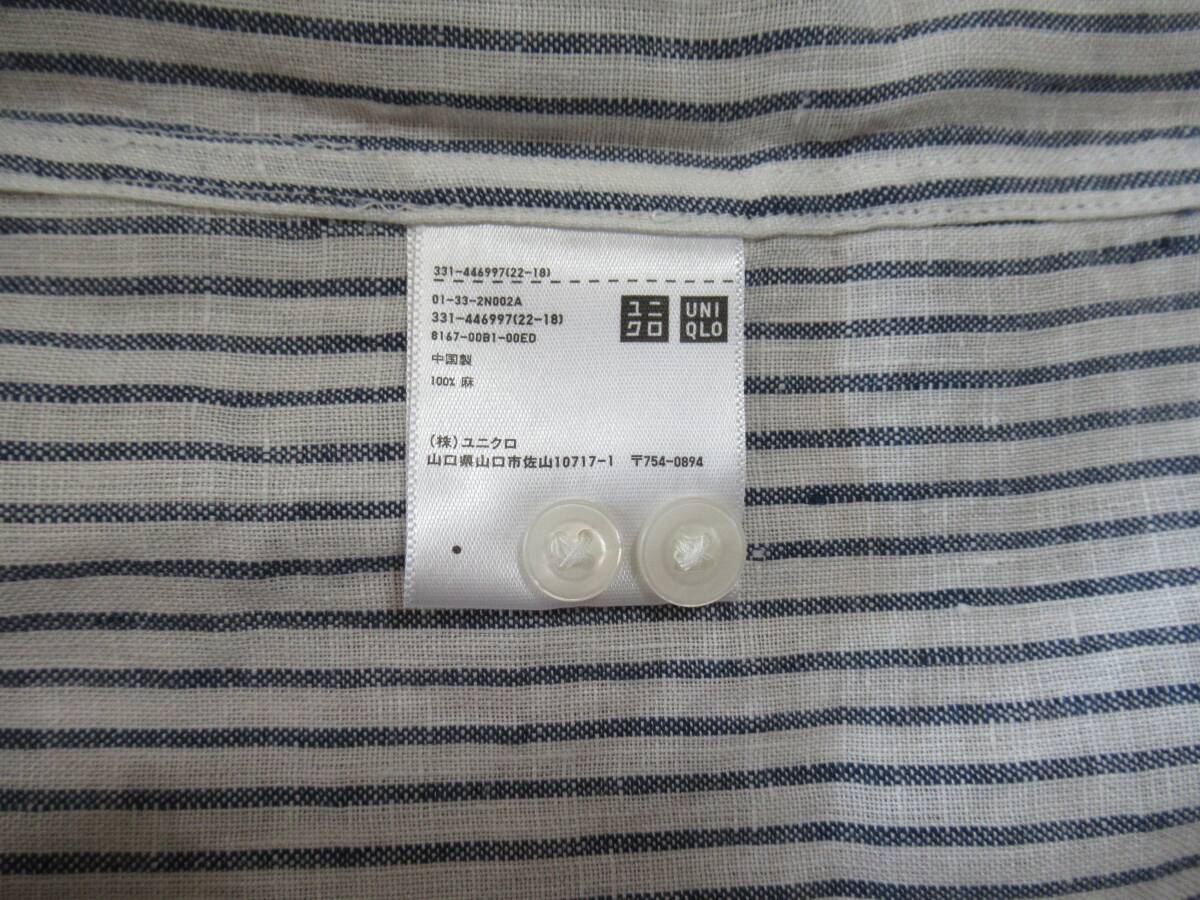 331-446997(22-18)
01-33-2N002A
331-446997(22-18)
8167-00B1-00ED
中国製
100% 麻
ユニ
クロ
UNI
QLO
(株)ユニクロ
山口県山口市佐山10717-1 〒754-0894